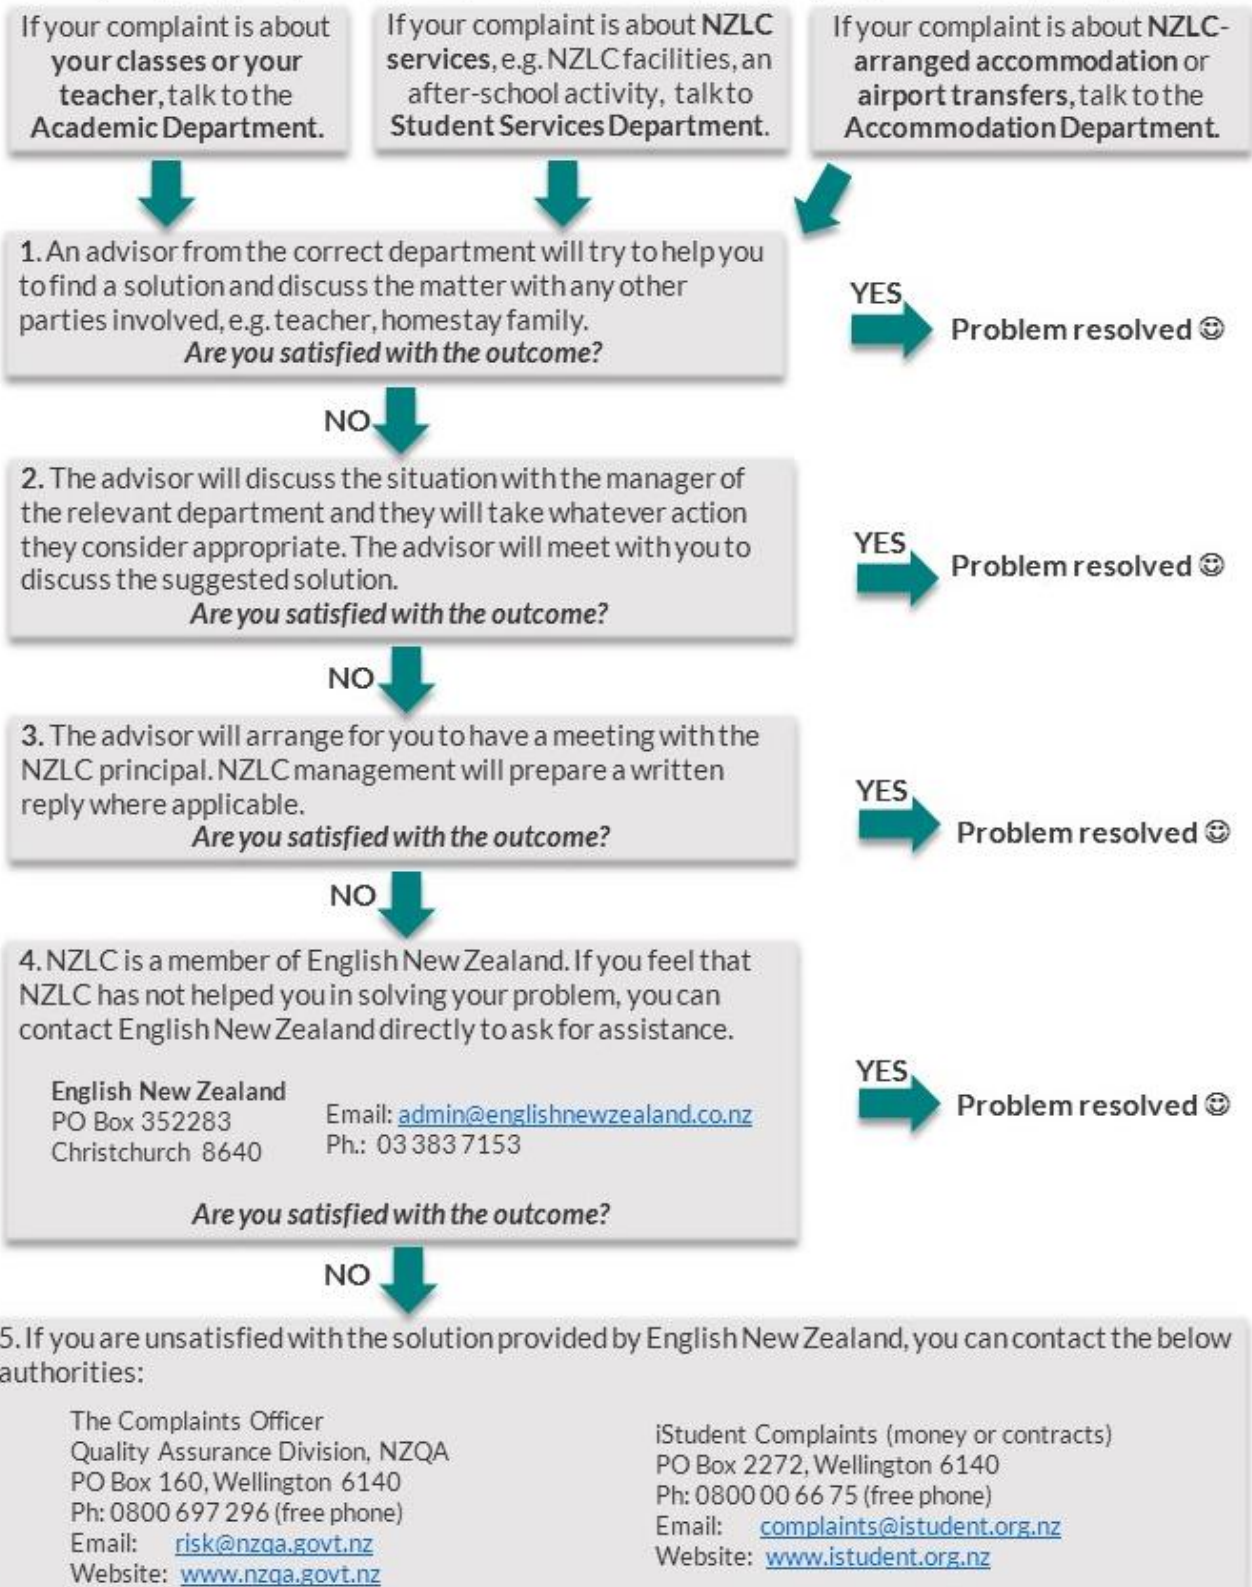 If your complaint is about
your classes or your
teacher, talk to the
Academic Department.
If your complaint is about NZLC
services, e.g. NZLC facilities, an
after-school activity, talk to
Student Services Department.
If your complaint is about NZLC-
arranged accommodation or
airport transfers, talk to the
Accommodation Department.
1. An advisor from the correct department will try to help you
to find a solution and discuss the matter with any other
parties involved, e.g. teacher, homestay family.
Are you satisfied with the outcome?
YES
Problem resolved ☺
NO
2. The advisor will discuss the situation with the manager of
the relevant department and they will take whatever action
they consider appropriate. The advisor will meet with you to
discuss the suggested solution.
Are you satisfied with the outcome?
YES
Problem resolved ☺
NO
3. The advisor will arrange for you to have a meeting with the
NZLC principal. NZLC management will prepare a written
reply where applicable.
Are you satisfied with the outcome?
YES
Problem resolved ☺
NO
4. NZLC is a member of English New Zealand. If you feel that
NZLC has not helped you in solving your problem, you can
contact English New Zealand directly to ask for assistance.
English New Zealand
PO Box 352283
Christchurch 8640
Email: admin@englishnewzealand.co.nz
Ph.: 03 383 7153
Are you satisfied with the outcome?
YES
Problem resolved ☺
NO
5. If you are unsatisfied with the solution provided by English New Zealand, you can contact the below
authorities:
The Complaints Officer
Quality Assurance Division, NZQA
PO Box 160, Wellington 6140
Ph: 0800 697 296 (free phone)
Email: risk@nzqa.govt.nz
Website: www.nzqa.govt.nz
iStudent Complaints (money or contracts)
PO Box 2272, Wellington 6140
Ph: 0800 00 66 75 (free phone)
Email: complaints@istudent.org.nz
Website: www.istudent.org.nz